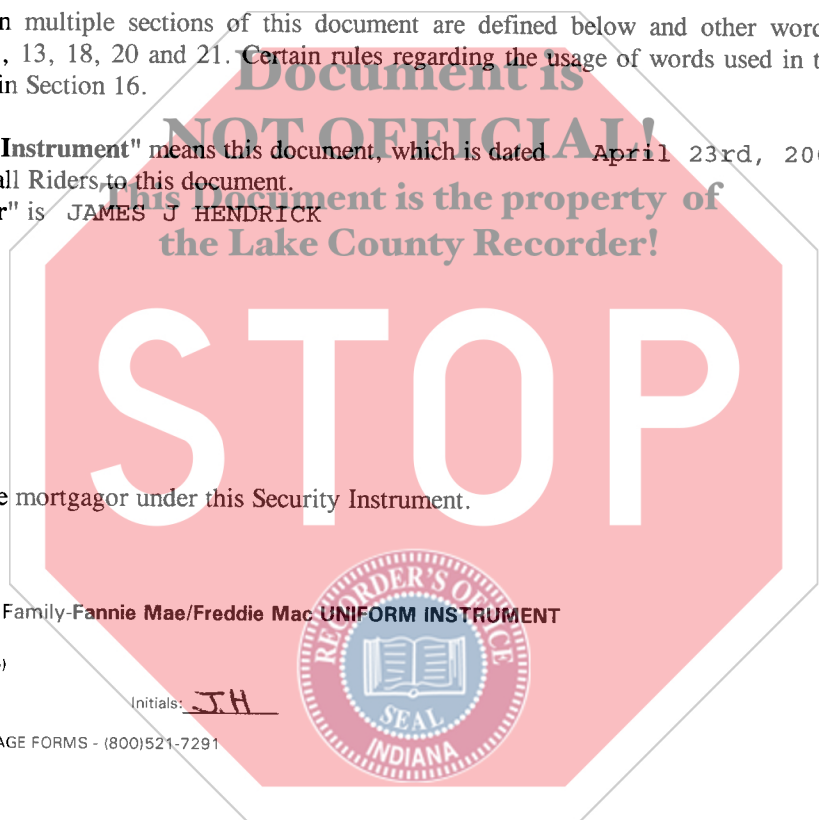 n multiple sections of this document are defined below and other word
, 13, 18, 20 and 21. Certain rules regarding the usage of words used in t
in Section 16.
Document is
NOT OFFICIAL!
This Document is the property of
the Lake County Recorder!
Instrument" means this document, which is dated April 23rd, 200
all Riders to this document.
r" is JAMES J HENDRICK
STOP
e mortgagor under this Security Instrument.
Family-Fannie Mae/Freddie Mac UNIFORM INSTRUMENT
)
Initials: J.H
AGE FORMS - (800)521-7291
RECORDER'S OFFICE
SEAL
INDIANA